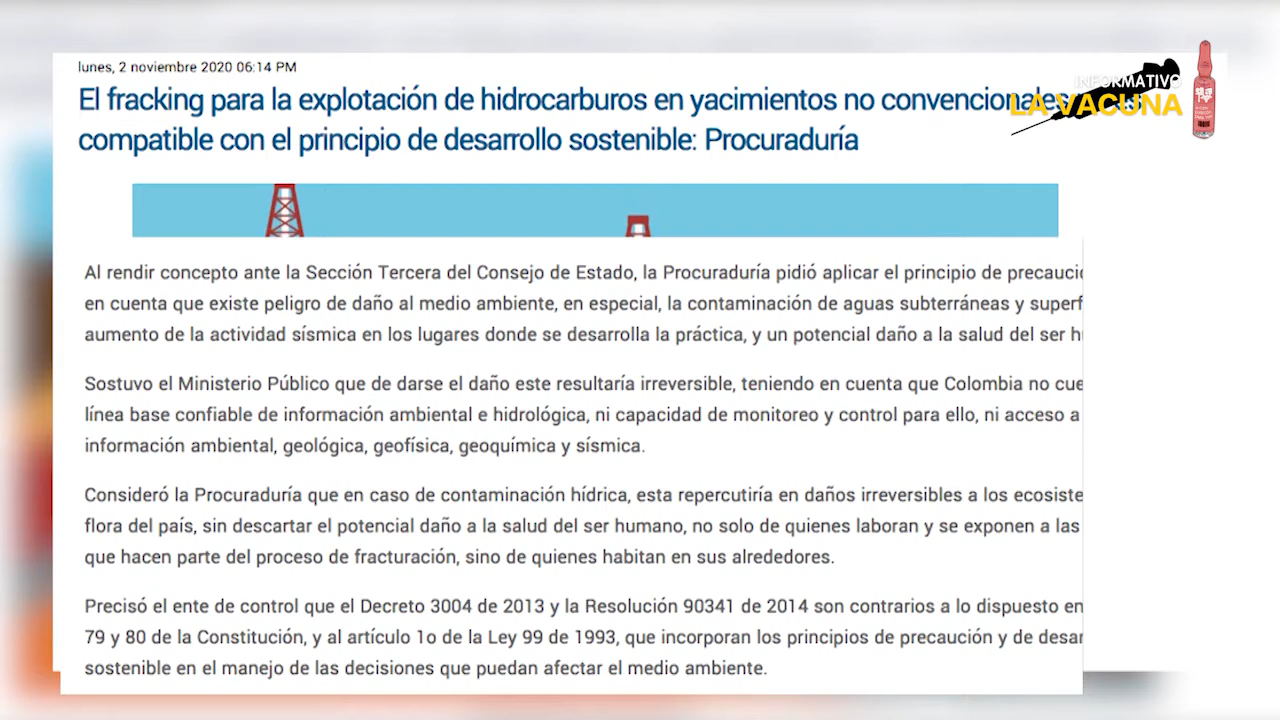 lunes, 2 noviembre 2020 06:14 PM
INFORMATIVO
LA VACUNA
El fracking para la explotación de hidrocarburos en yacimientos no convencionales
compatible con el principio de desarrollo sostenible: Procuraduría
Al rendir concepto ante la Sección Tercera del Consejo de Estado, la Procuraduría pidió aplicar el principio de precauci
en cuenta que existe peligro de daño al medio ambiente, en especial, la contaminación de aguas subterráneas y superf
aumento de la actividad sísmica en los lugares donde se desarrolla la práctica, y un potencial daño a la salud del ser h
Sostuvo el Ministerio Público que de darse el daño este resultaría irreversible, teniendo en cuenta que Colombia no cue
línea base confiable de información ambiental e hidrológica, ni capacidad de monitoreo y control para ello, ni acceso a
información ambiental, geológica, geofísica, geoquímica y sísmica.
Consideró la Procuraduría que en caso de contaminación hídrica, esta repercutiría en daños irreversibles a los ecosiste
flora del país, sin descartar el potencial daño a la salud del ser humano, no solo de quienes laboran y se exponen a las
que hacen parte del proceso de fracturación, sino de quienes habitan en sus alrededores.
Precisó el ente de control que el Decreto 3004 de 2013 y la Resolución 90341 de 2014 son contrarios a lo dispuesto en
79 y 80 de la Constitución, y al artículo 1o de la Ley 99 de 1993, que incorporan los principios de precaución y de desar
sostenible en el manejo de las decisiones que puedan afectar el medio ambiente.